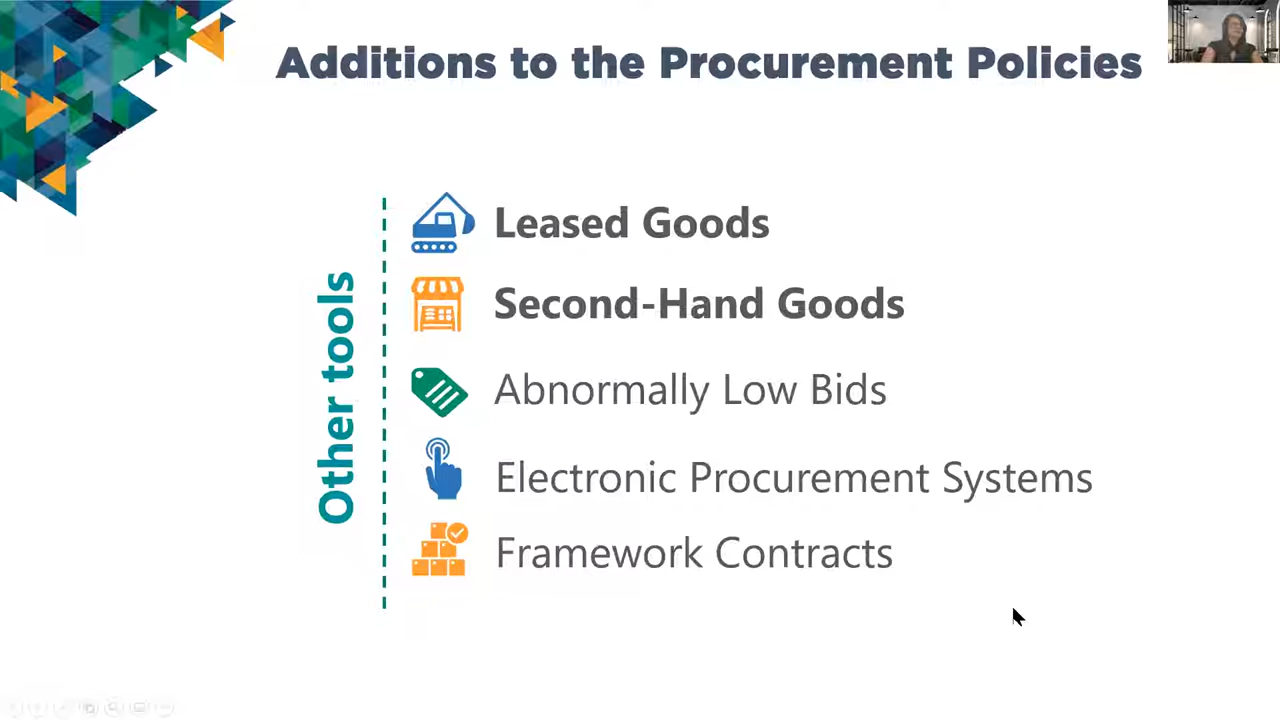 Additions to the Procurement Policies
Other tools
Leased Goods
Second-Hand Goods
Abnormally Low Bids
Electronic Procurement Systems
Framework Contracts